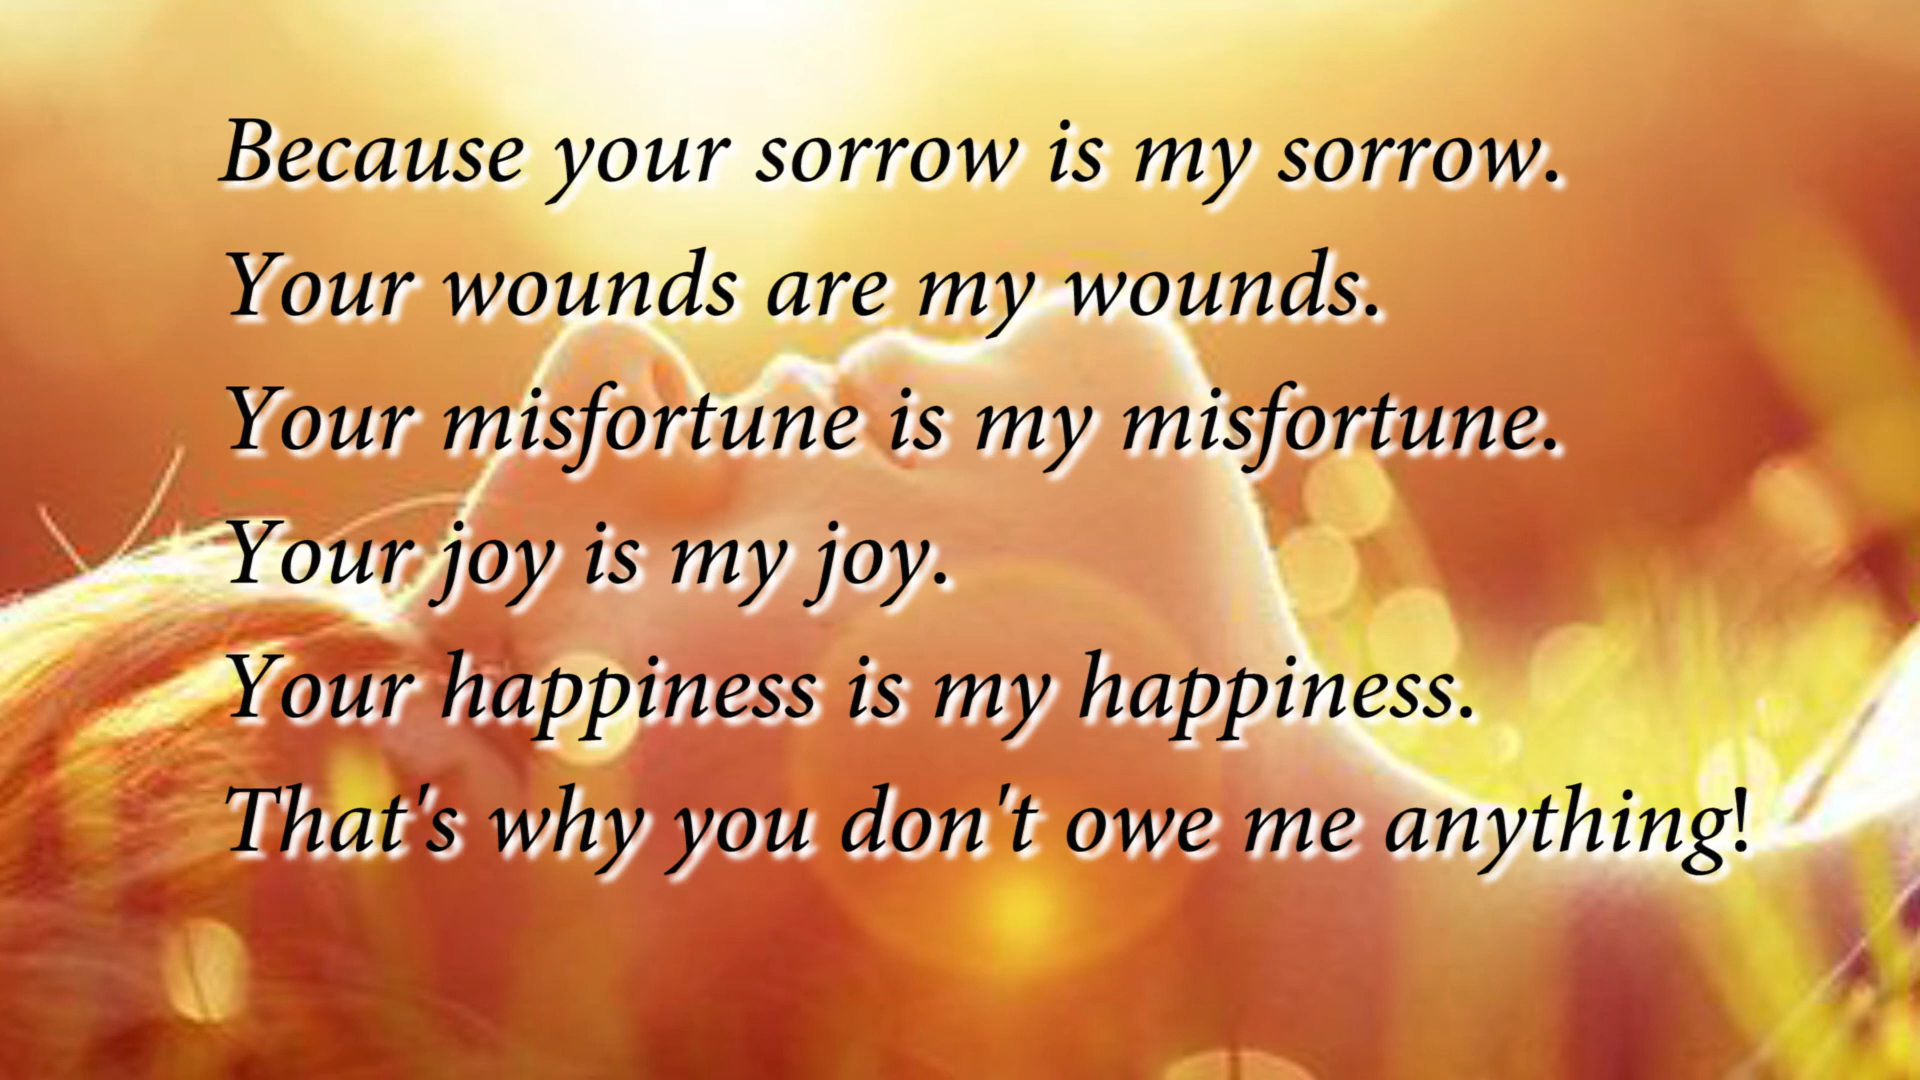 Because your sorrow is my sorrow.
Your wounds are my wounds.
Your misfortune is my misfortune.
Your joy is my joy.
Your happiness is my happiness.
That's why you don't owe me anything!